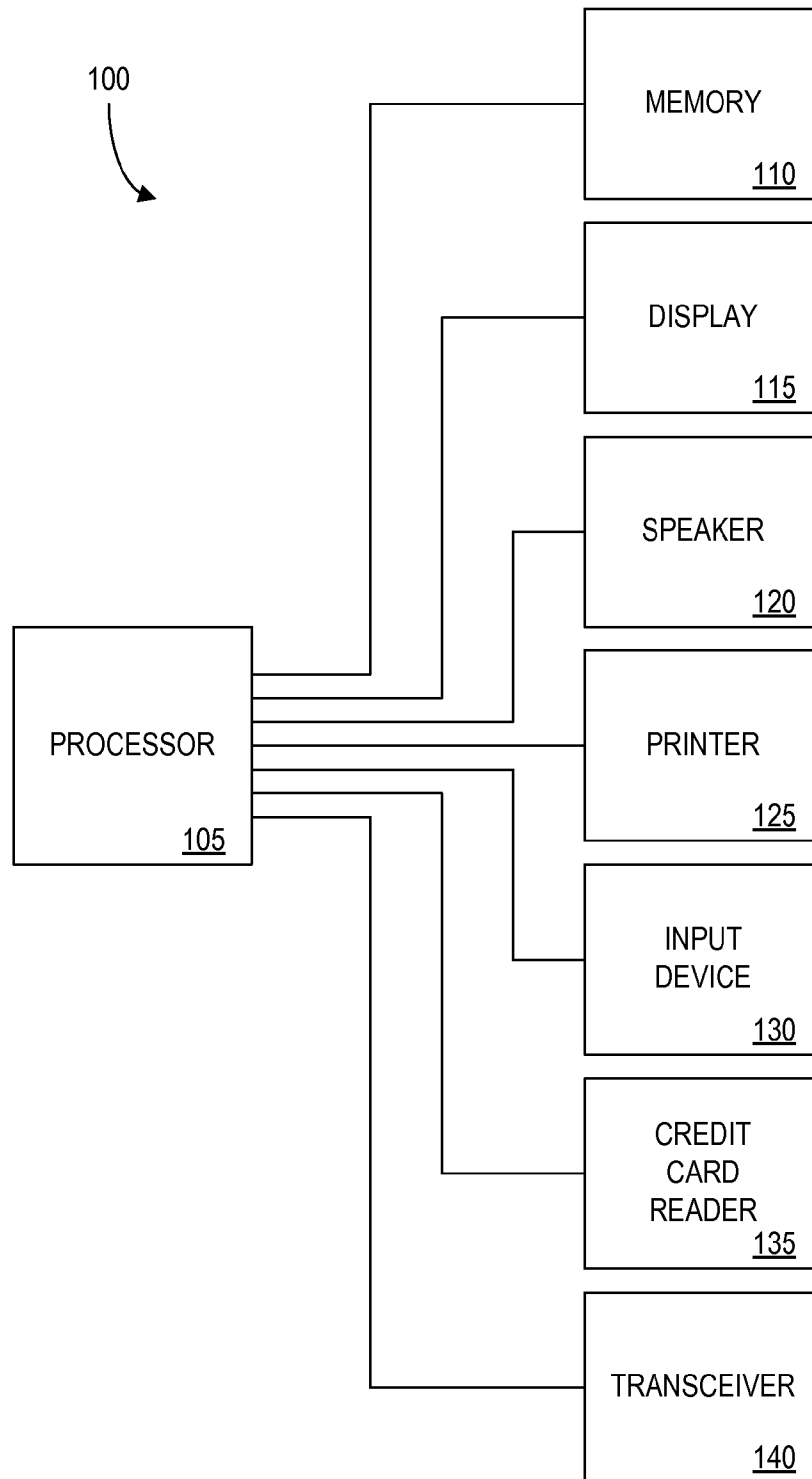 100
MEMORY
110
DISPLAY
115
SPEAKER
120
PROCESSOR
105
PRINTER
125
INPUT
DEVICE
130
CREDIT
CARD
READER
135
TRANSCEIVER
140